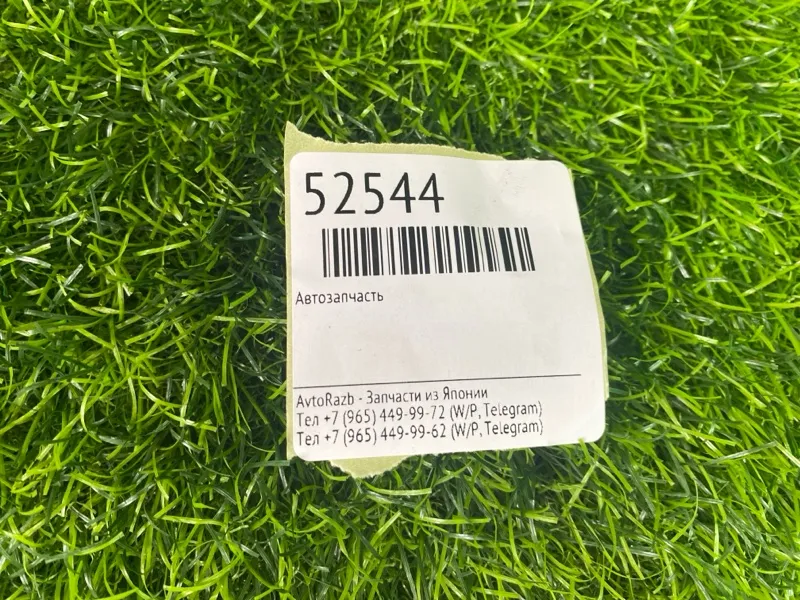 52544
Автозапчасть
AvtoRazb - Запчасти из Японии
Тел +7 (965) 449-99-72 (W/P, Telegram)
Тел +7 (965) 449-99-62 (W/P, Telegram)